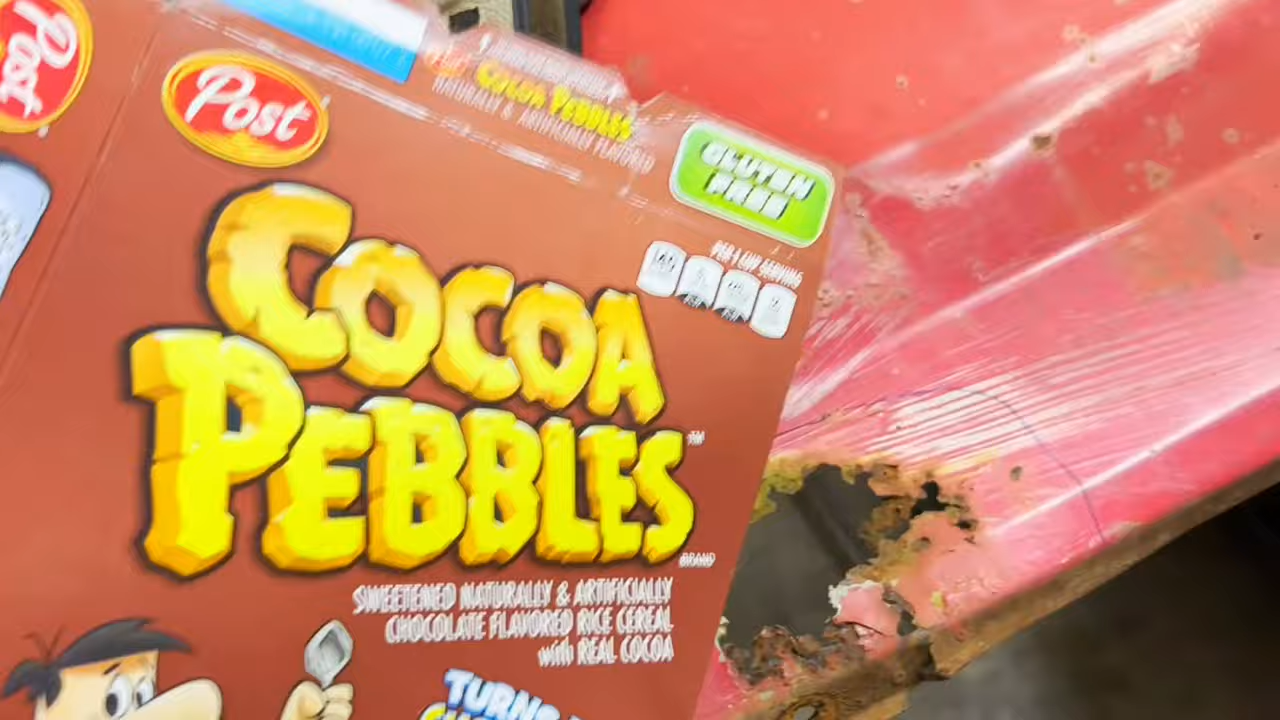 Post
Post
COCOA PEBBLES
NATURALLY & ARTIFICIALLY FLAVORED
GLUTEN
FREE
PER 1 CUP SERVING
140
COCOA
PEBBLES™
BRAND
SWEETENED NATURALLY & ARTIFICIALLY
CHOCOLATE FLAVORED RICE CEREAL
with REAL COCOA
TURNS